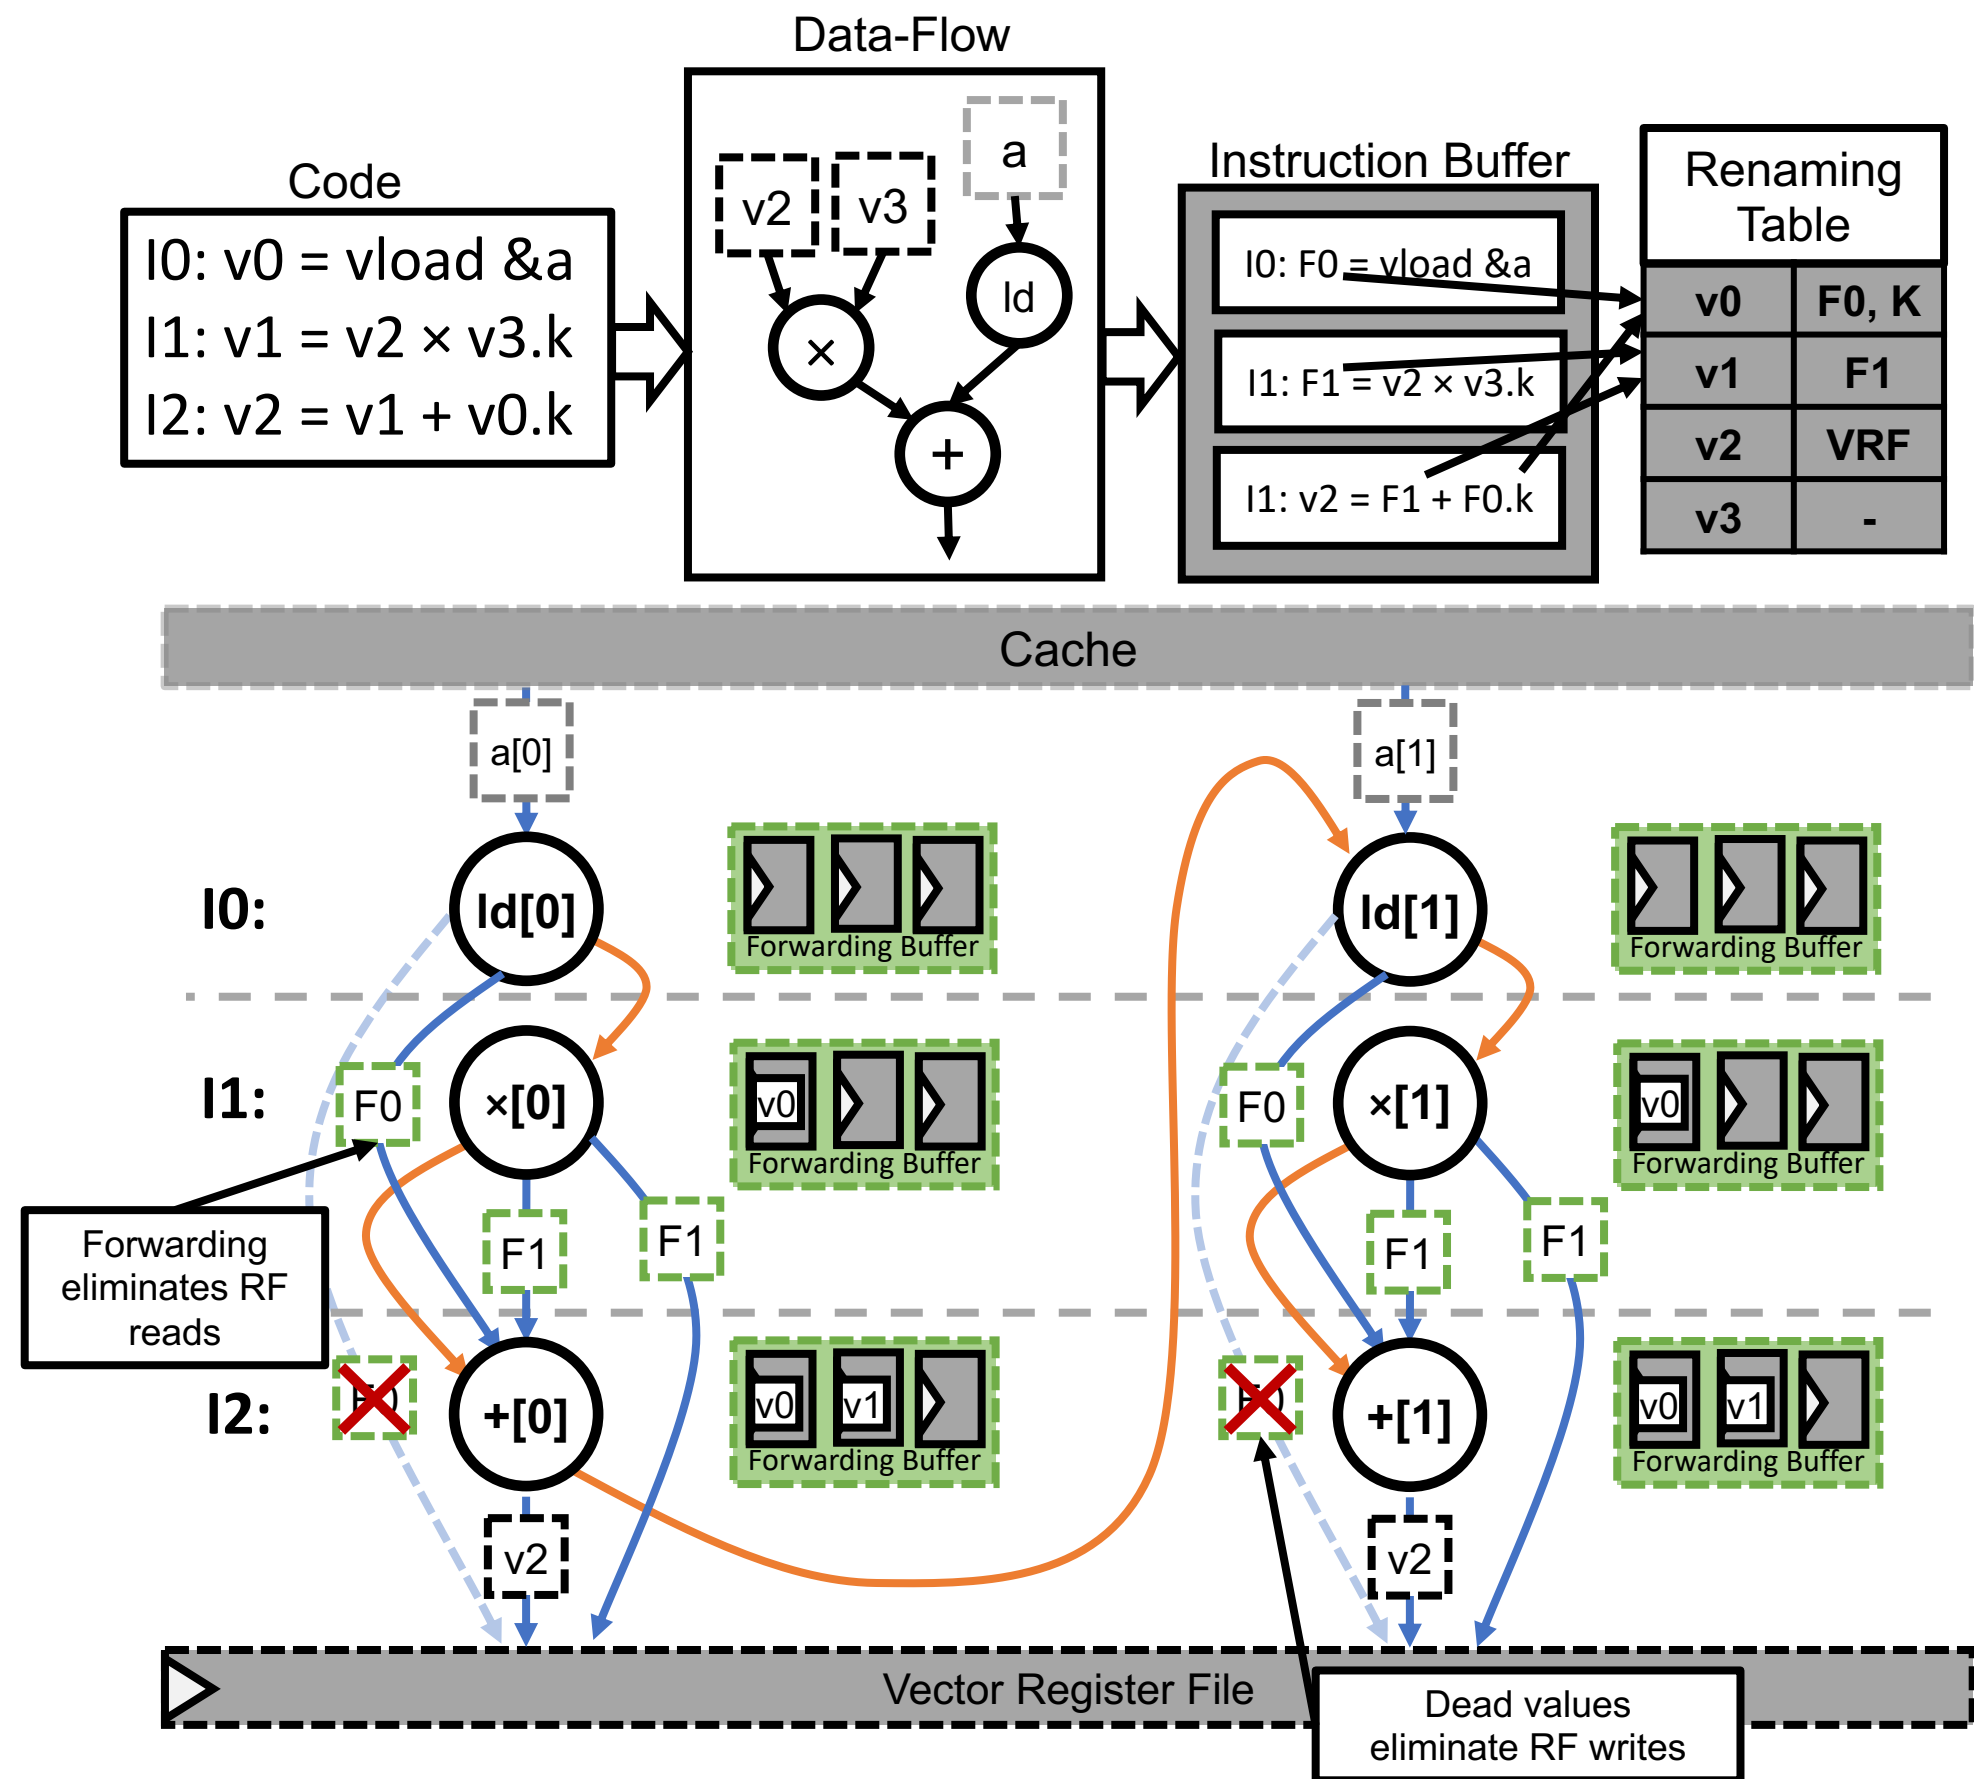 Data-Flow
Code
I0: v0 = vload &a
I1: v1 = v2 × v3.k
I2: v2 = v1 + v0.k
a
v2
v3
ld
×
+
Instruction Buffer
I0: F0 = vload &a
I1: F1 = v2 × v3.k
I1: v2 = F1 + F0.k
Renaming
Table
v0 F0, K
v1 F1
v2 VRF
v3 -
Cache
a[0]
a[1]
I0:
ld[0]
Forwarding Buffer
ld[1]
Forwarding Buffer
I1:
F0
×[0]
v0
Forwarding Buffer
F0
×[1]
v0
Forwarding Buffer
Forwarding
eliminates RF
reads
F1
F1
F1
F1
I2:
F0
+[0]
v0 v1
Forwarding Buffer
F0
+[1]
v0 v1
Forwarding Buffer
v2
v2
Vector Register File
Dead values
eliminate RF writes